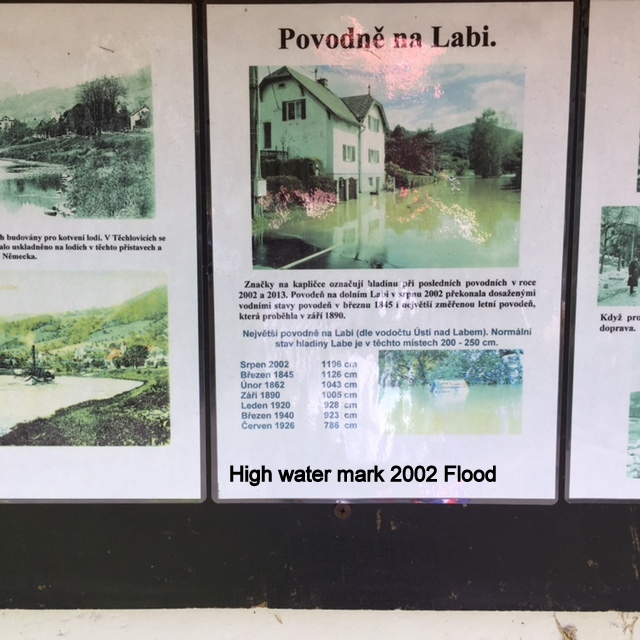 h budovány pro kotvení lodí. V Těchlovicích se
alo uskladněno na lodích v těchto přístavech a
Německa.
Povodně na Labi.
Značky na kapličce označují hladinu při posledních povodních v roce
2002 a 2013. Povodeň na dolním Labi v srpnu 2002 překonala dosaženými
vodními stavy povodeň v březnu 1845 i největší změřenou letní povodeň,
která proběhla v září 1890.
Největší povodně na Labi (dle vodočtu Ústí nad Labem). Normální
stav hladiny Labe je v těchto místech 200 - 250 cm.
Srpen 2002 1196 cm
Březen 1845 1126 cm
Únor 1862 1043 cm
Září 1890 1005 cm
Leden 1920 928 cm
Březen 1940 923 cm
Červen 1926 786 cm
High water mark 2002 Flood
Když pro
doprava.